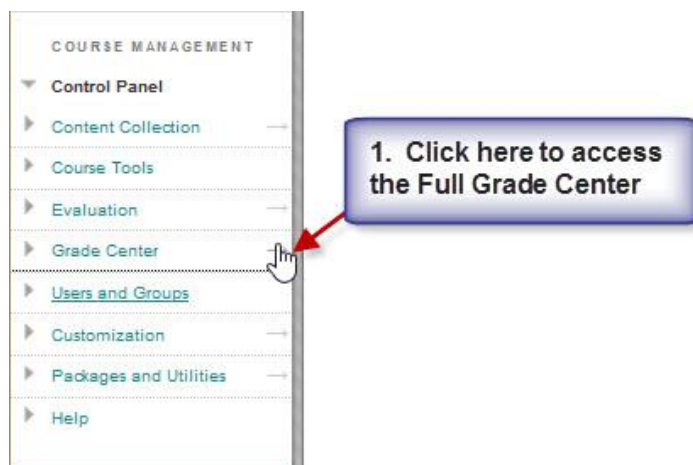 COURSE MANAGEMENT
Control Panel
Content Collection
Course Tools
Evaluation
Grade Center
Users and Groups
Customization
Packages and Utilities
Help
1. Click here to access
the Full Grade Center